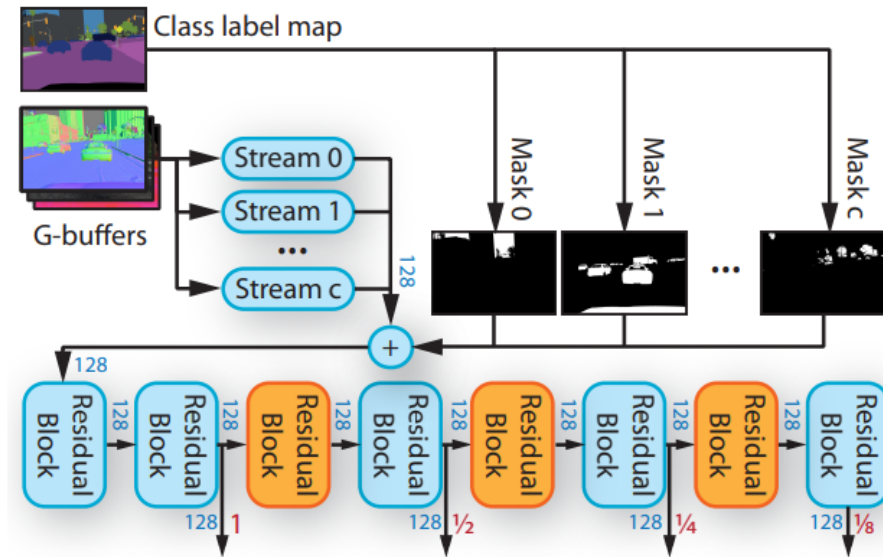 Class label map
G-buffers
Stream 0
Stream 1
...
Stream c
128
Mask 0
Mask 1
Mask c
...
+
128
Residual Block
128
Residual Block
128
Residual Block
128
Residual Block
128
Residual Block
128
Residual Block
128
Residual Block
128
Residual Block
128 1
128 ½
128 ¼
128 ⅛